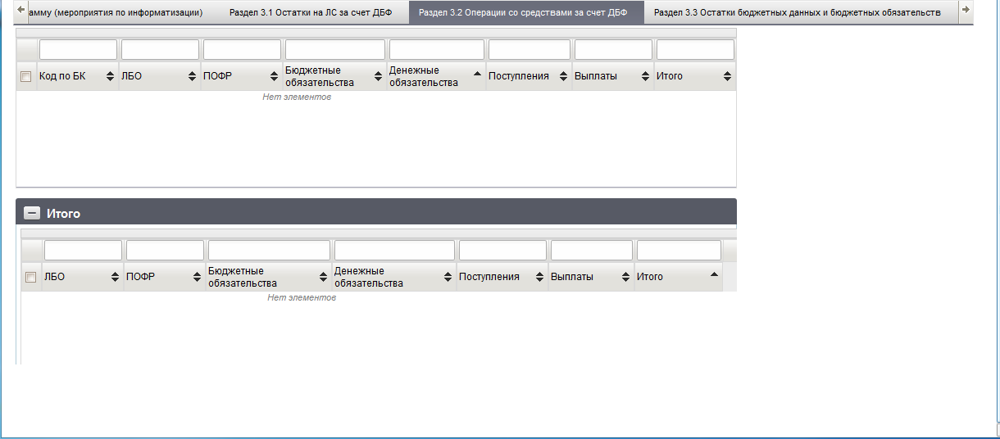 амму (мероприятия по информатизации) Раздел 3.1 Остатки на ЛС за счет ДБФ Раздел 3.2 Операции со средствами за счет ДБФ Раздел 3.3 Остатки бюджетных данных и бюджетных обязательств
Код по БК ЛБО ПОФР Бюджетные обязательства Денежные обязательства Поступления Выплаты Итого
Нет элементов
Итого
ЛБО ПОФР Бюджетные обязательства Денежные обязательства Поступления Выплаты Итого
Нет элементов